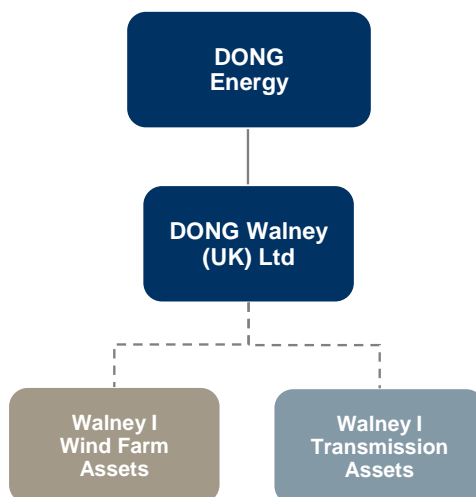 DONG
Energy
DONG Walney
(UK) Ltd
Walney I
Wind Farm
Assets
Walney I
Transmission
Assets